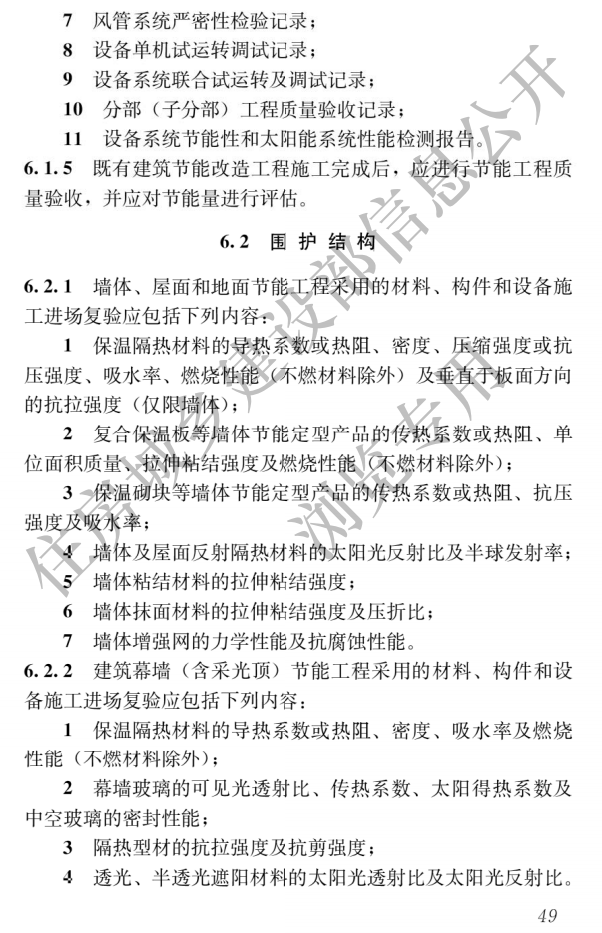 7 风管系统严密性检验记录；
8 设备单机试运转调试记录；
9 设备系统联合试运转及调试记录；
10 分部（子分部）工程质量验收记录；
11 设备系统节能性和太阳能系统性能检测报告。
6.1.5 既有建筑节能改造工程施工完成后，应进行节能工程质
量验收，并应对节能量进行评估。
6.2 围护结构
6.2.1 墙体、屋面和地面节能工程采用的材料、构件和设备施
工进场复验应包括下列内容：
1 保温隔热材料的导热系数或热阻、密度、压缩强度或抗
压强度、吸水率、燃烧性能（不燃材料除外）及垂直于板面方向
的抗拉强度（仅限墙体）；
2 复合保温板等墙体节能定型产品的传热系数或热阻、单
位面积质量、拉伸粘结强度及燃烧性能（不燃材料除外）；
3 保温砌块等墙体节能定型产品的传热系数或热阻、抗压
强度及吸水率；
4 墙体及屋面反射隔热材料的太阳光反射比及半球发射率；
5 墙体粘结材料的拉伸粘结强度；
6 墙体抹面材料的拉伸粘结强度及压折比；
7 墙体增强网的力学性能及抗腐蚀性能。
6.2.2 建筑幕墙（含采光顶）节能工程采用的材料、构件和设
备施工进场复验应包括下列内容：
1 保温隔热材料的导热系数或热阻、密度、吸水率及燃烧
性能（不燃材料除外）；
2 幕墙玻璃的可见光透射比、传热系数、太阳得热系数及
中空玻璃的密封性能；
3 隔热型材的抗拉强度及抗剪强度；
4 透光、半透光遮阳材料的太阳光透射比及太阳光反射比。
49
住房城乡建设部信息公开
浏览专用